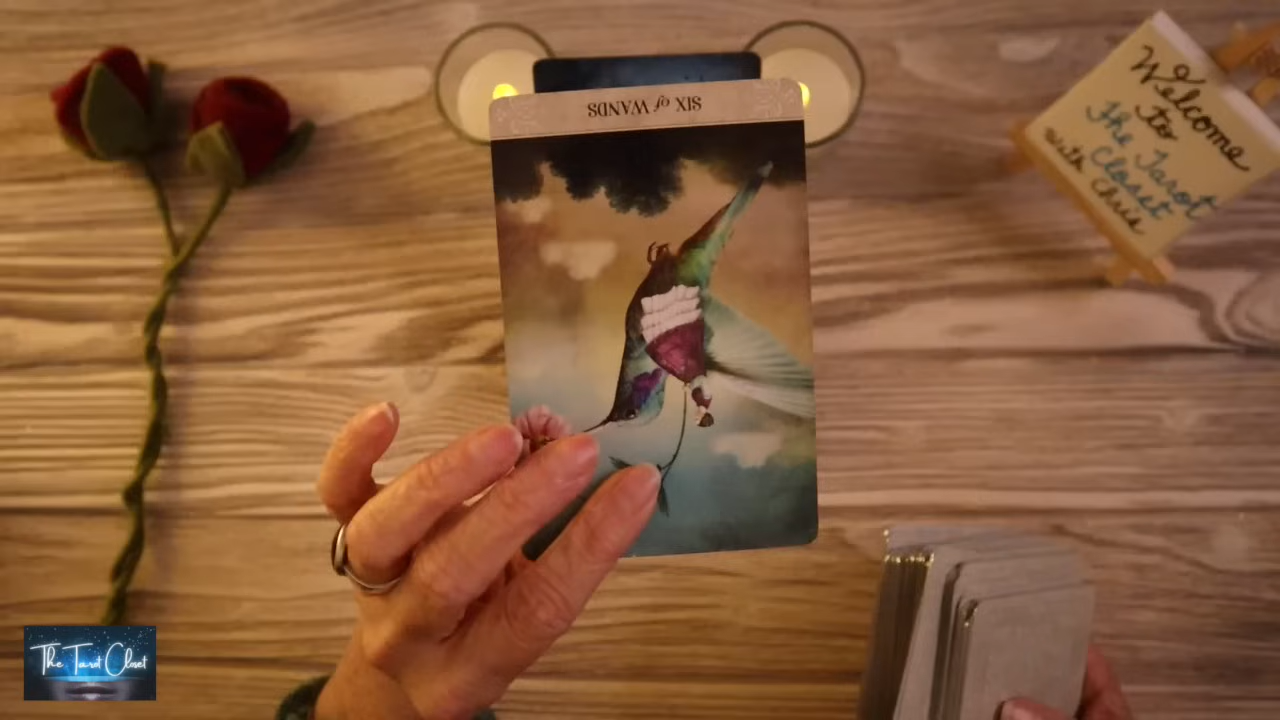 SIX of WANDS
Welcome
To
The Tarot
Closet
with Chris
The Tarot Closet